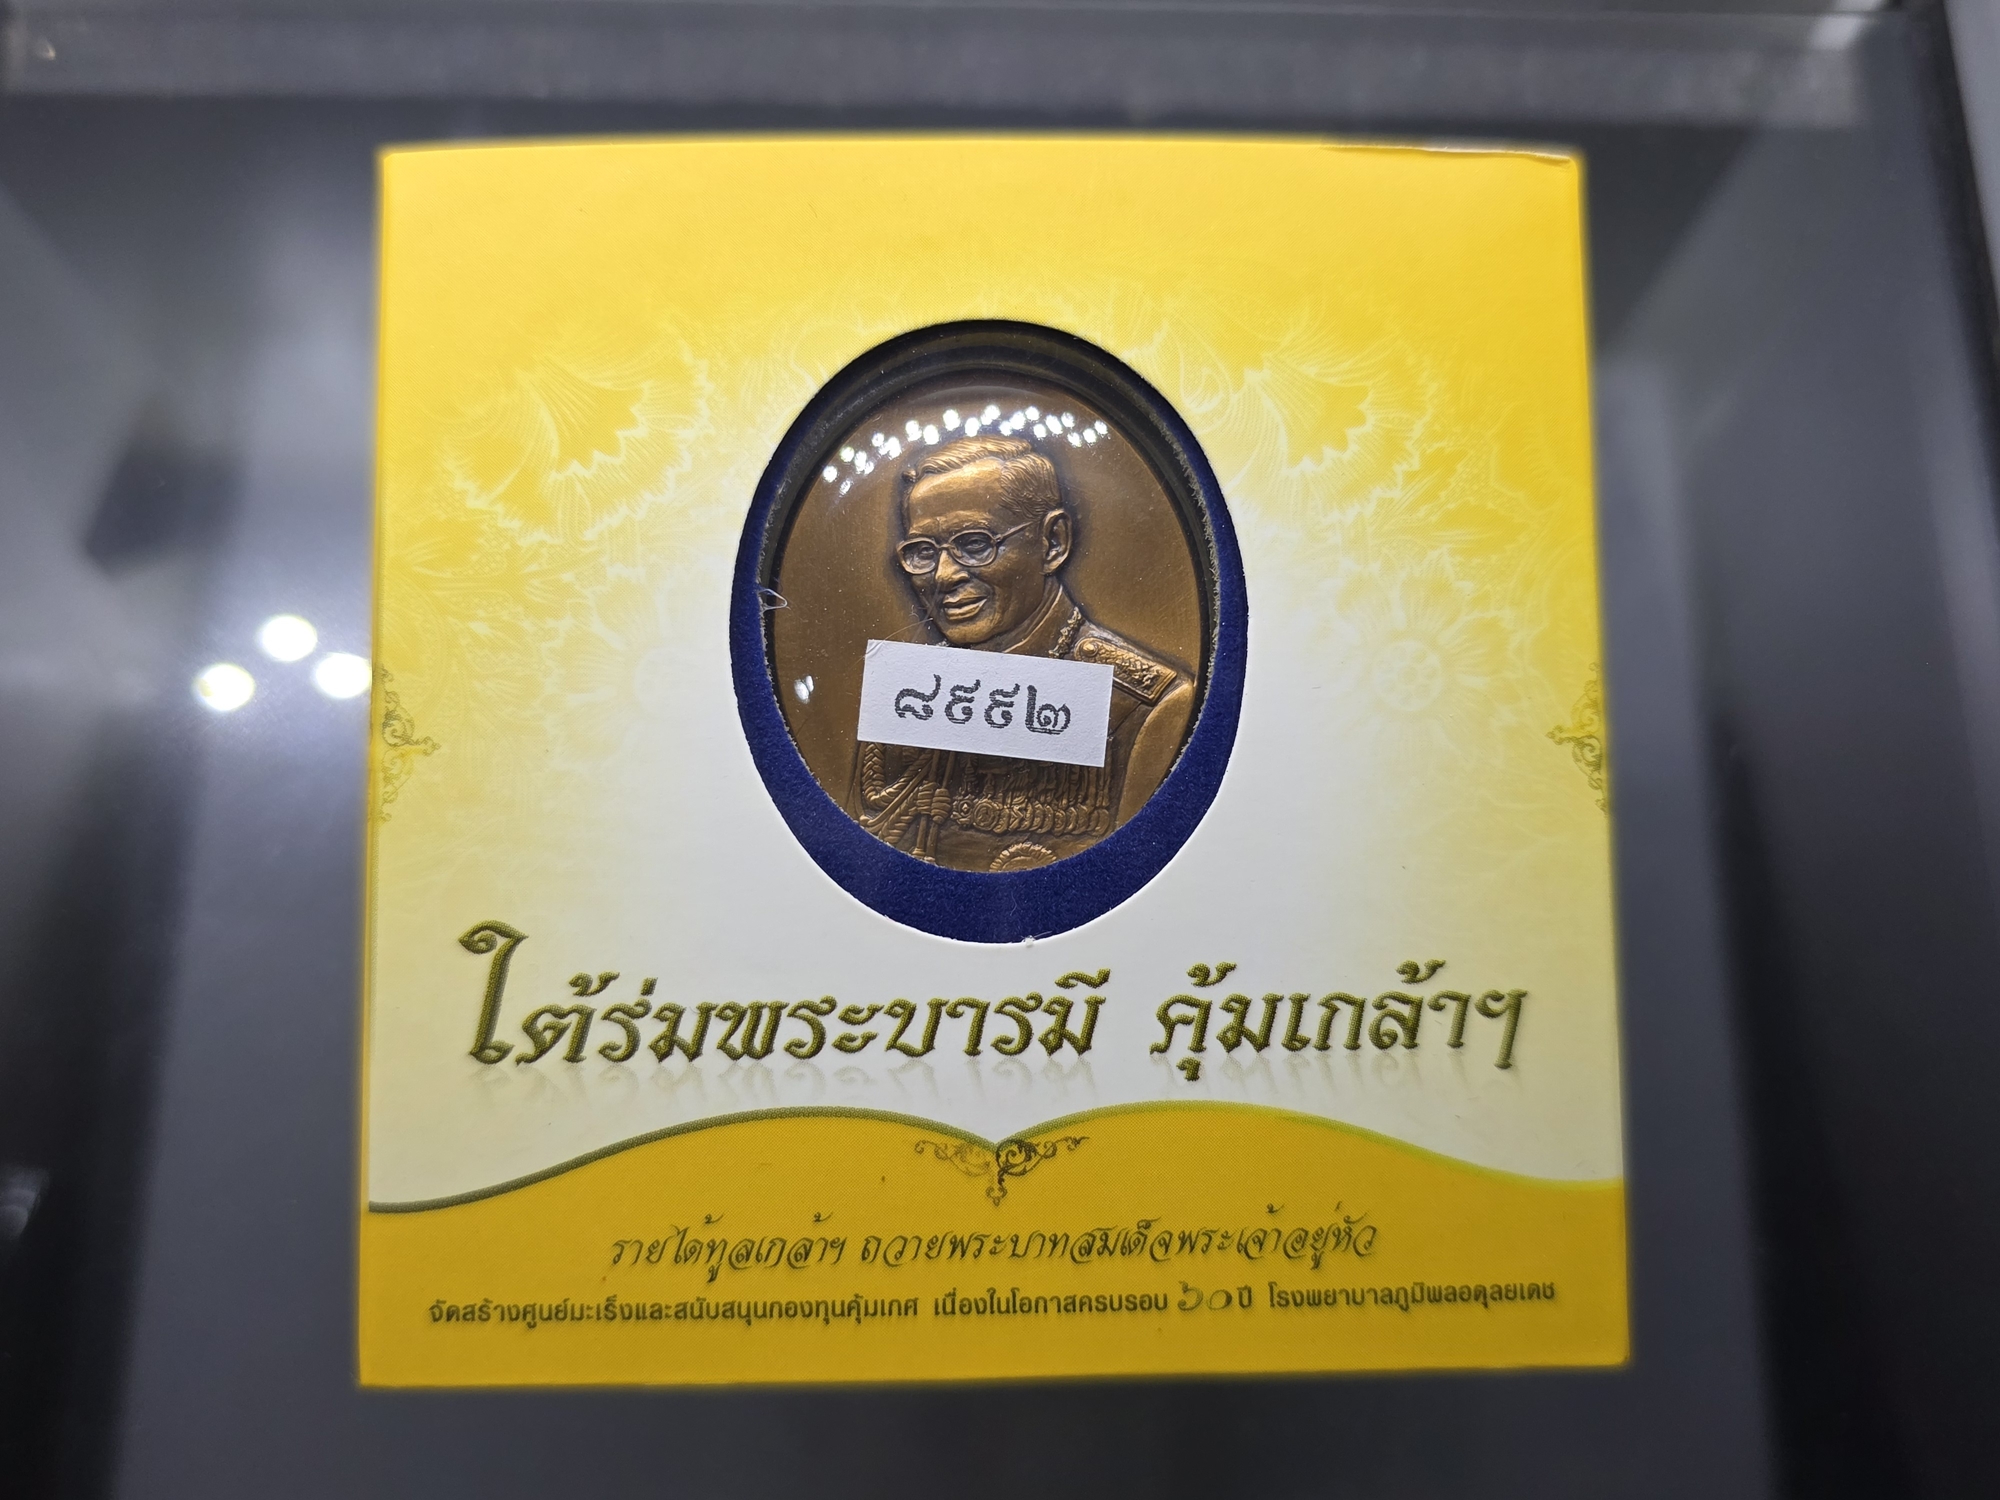 ๘๙๙๒
ใต้ร่มพระบารมี คุ้มเกล้าฯ
รายได้ทูลเกล้าฯ ถวายพระบาทสมเด็จพระเจ้าอยู่หัว
จัดสร้างศูนย์มะเร็งและสนับสนุนกองทุนคุ้มเกศ เนื่องในโอกาสครบรอบ ๖๐ ปี โรงพยาบาลภูมิพลอดุลยเดช